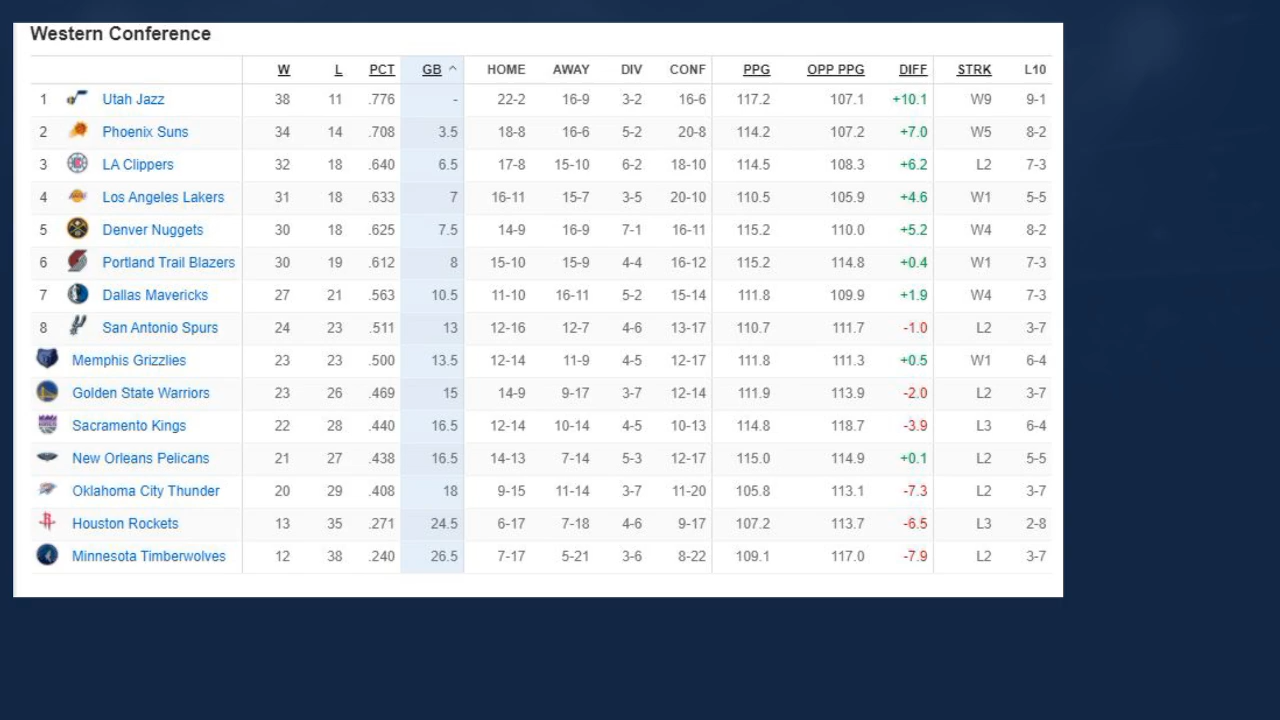 Western Conference
W L PCT GB ^ HOME AWAY DIV CONF PPG OPP PPG DIFF STRK L10
1 Utah Jazz 38 11 .776 - 22-2 16-9 3-2 16-6 117.2 107.1 +10.1 W9 9-1
2 Phoenix Suns 34 14 .708 3.5 18-8 16-6 5-2 20-8 114.2 107.2 +7.0 W5 8-2
3 LA Clippers 32 18 .640 6.5 17-8 15-10 6-2 18-10 114.5 108.3 +6.2 L2 7-3
4 Los Angeles Lakers 31 18 .633 7 16-11 15-7 3-5 20-10 110.5 105.9 +4.6 W1 5-5
5 Denver Nuggets 30 18 .625 7.5 14-9 16-9 7-1 16-11 115.2 110.0 +5.2 W4 8-2
6 Portland Trail Blazers 30 19 .612 8 15-10 15-9 4-4 16-12 115.2 114.8 +0.4 W1 7-3
7 Dallas Mavericks 27 21 .563 10.5 11-10 16-11 5-2 15-14 111.8 109.9 +1.9 W4 7-3
8 San Antonio Spurs 24 23 .511 13 12-16 12-7 4-6 13-17 110.7 111.7 -1.0 L2 3-7
Memphis Grizzlies 23 23 .500 13.5 12-14 11-9 4-5 12-17 111.8 111.3 +0.5 W1 6-4
Golden State Warriors 23 26 .469 15 14-9 9-17 3-7 12-14 111.9 113.9 -2.0 L2 3-7
Sacramento Kings 22 28 .440 16.5 12-14 10-14 4-5 10-13 114.8 118.7 -3.9 L3 6-4
New Orleans Pelicans 21 27 .438 16.5 14-13 7-14 5-3 12-17 115.0 114.9 +0.1 L2 5-5
Oklahoma City Thunder 20 29 .408 18 9-15 11-14 3-7 11-20 105.8 113.1 -7.3 L2 3-7
Houston Rockets 13 35 .271 24.5 6-17 7-18 4-6 9-17 107.2 113.7 -6.5 L3 2-8
Minnesota Timberwolves 12 38 .240 26.5 7-17 5-21 3-6 8-22 109.1 117.0 -7.9 L2 3-7